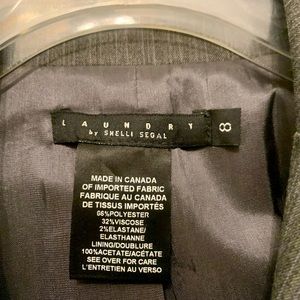 LAUNDRY
by SHELLI SEGAL
8
MADE IN CANADA
OF IMPORTED FABRIC
FABRIQUE AU CANADA
DE TISSUS IMPORTÉS
66%POLYESTER
32%VISCOSE
2%ELASTANE/
ELASTHANNE
LINING/DOUBLURE
100%ACETATE/ACÉTATE
SEE OVER FOR CARE
L'ENTRETIEN AU VERSO